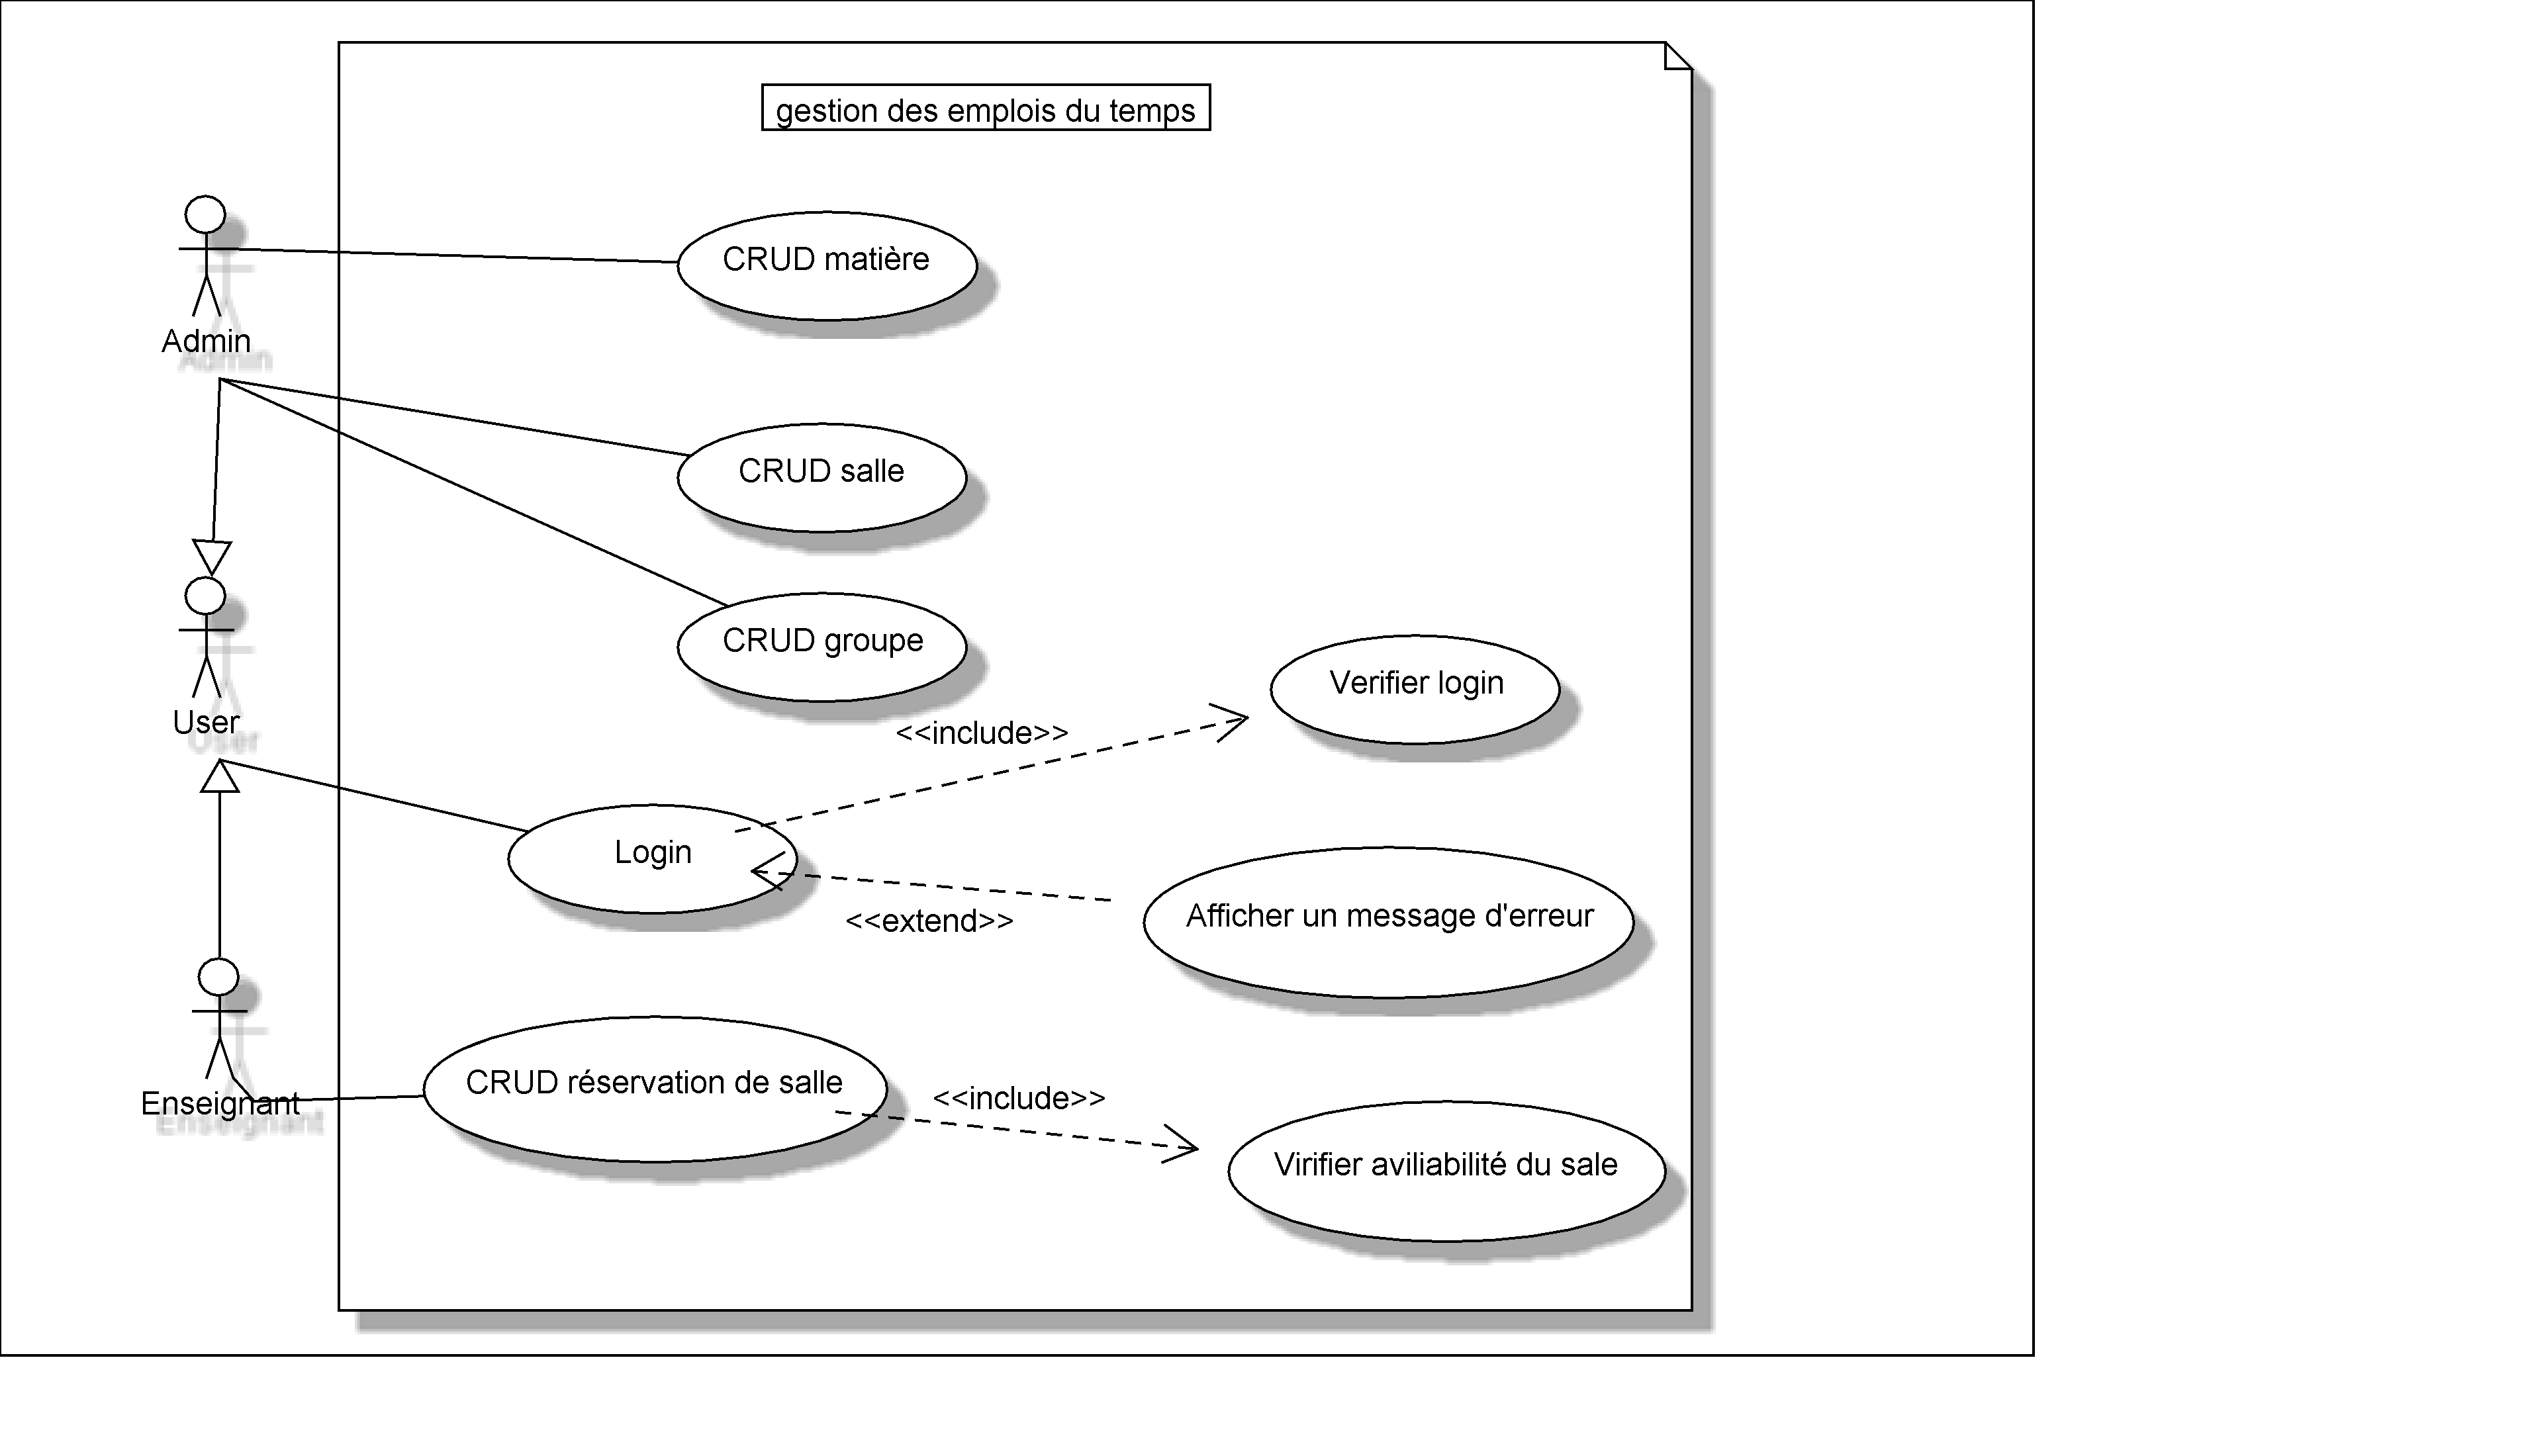 gestion des emplois du temps
CRUD matière
Admin
CRUD salle
CRUD groupe
Verifier login
User
<<include>>
Login
Afficher un message d'erreur
<<extend>>
CRUD réservation de salle
<<include>>
Enseignant
Virifier aviliabilité du sale